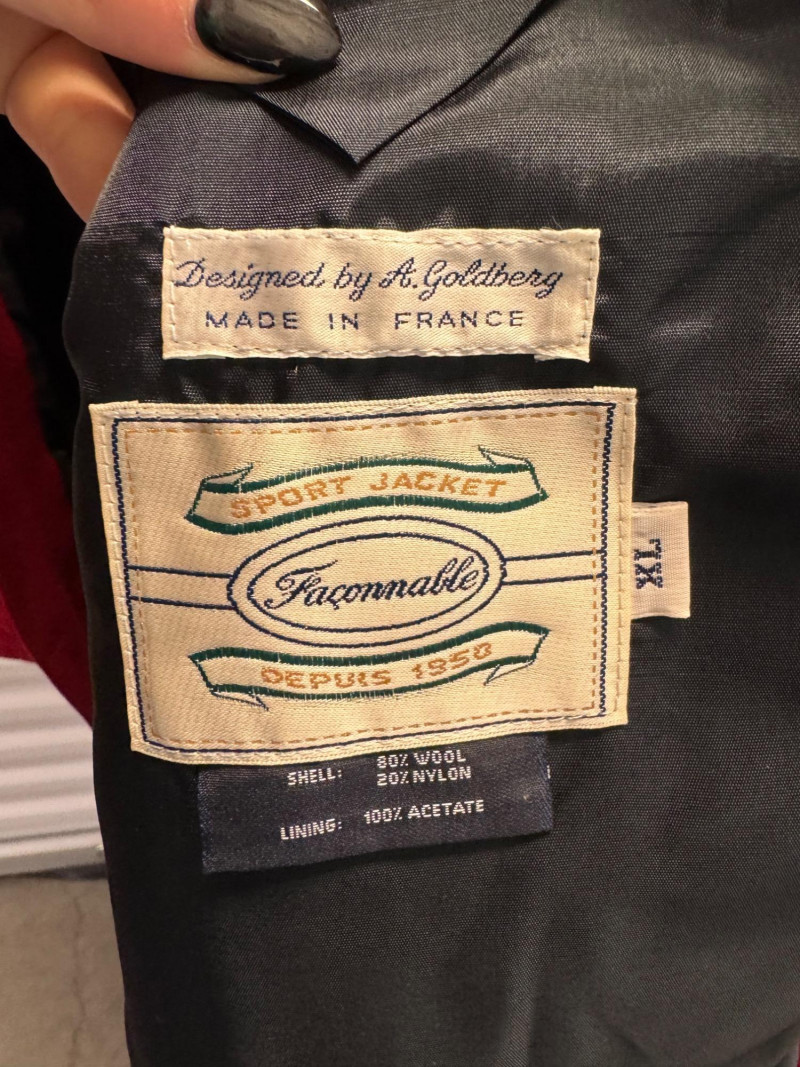 Designed by A. Goldberg
MADE IN FRANCE
SPORT JACKET
Façonnable
DEPUIS 1950
XL
SHELL: 80% WOOL
20% NYLON
LINING: 100% ACETATE